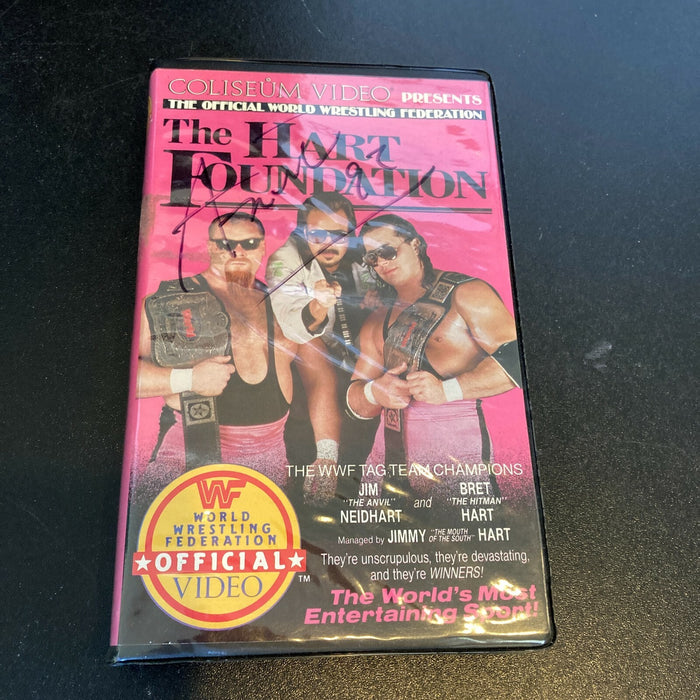 COLISEÜM VIDEO PRESENTS
THE OFFICIAL WORLD WRESTLING FEDERATION
The HART
FOUNDATION
THE WWF TAG TEAM CHAMPIONS
JIM "THE ANVIL" NEIDHART and BRET "THE HITMAN" HART
Managed by JIMMY "THE MOUTH OF THE SOUTH" HART
They're unscrupulous, they're devastating,
and they're WINNERS!
The World's Most
Entertaining Sport!
WF
WORLD
WRESTLING
FEDERATION
★OFFICIAL★
VIDEO
TM